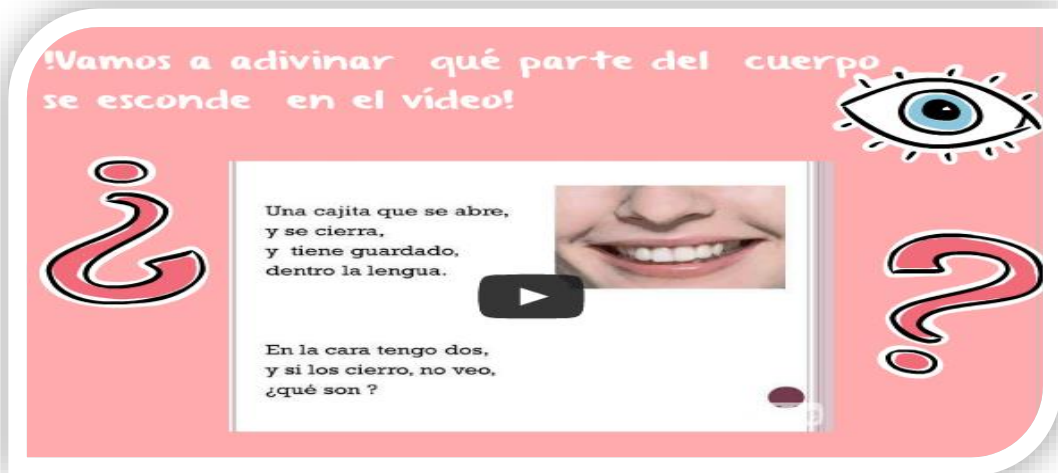 !Vamos a adivinar qué parte del cuerpo
se esconde en el vídeo!
¿
Una cajita que se abre,
y se cierra,
y tiene guardado,
dentro la lengua.
?
En la cara tengo dos,
y si los cierro, no veo,
¿qué son ?